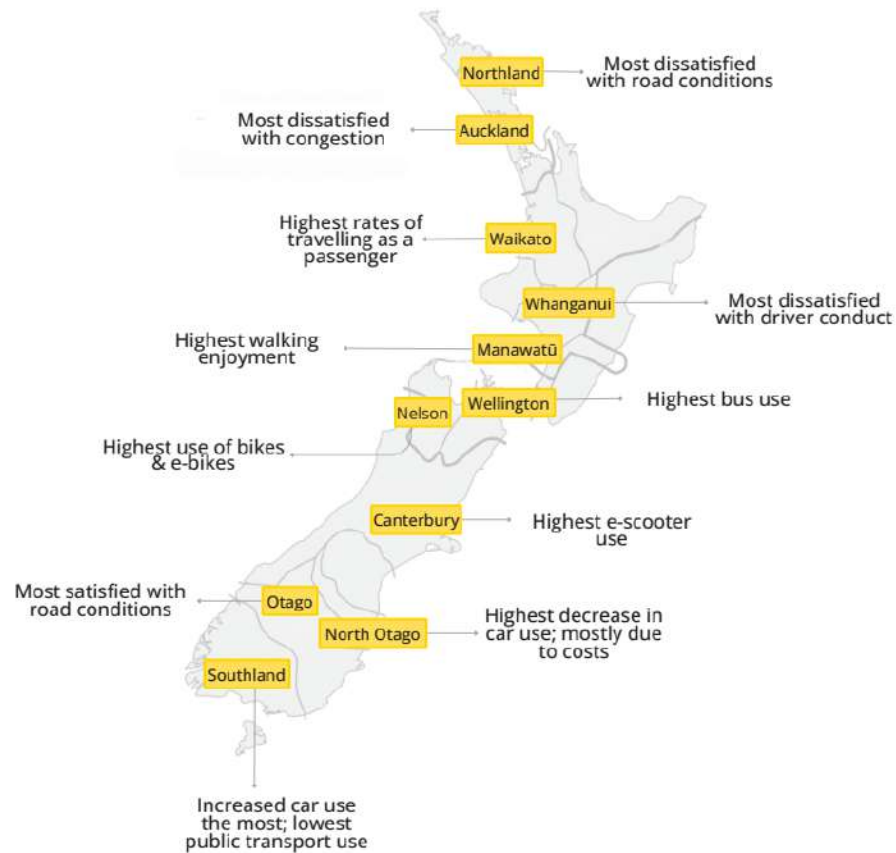 Northland
Most dissatisfied
with road conditions
Most dissatisfied
with congestion
Auckland
Highest rates of
travelling as a
passenger
Waikato
Whanganui
Most dissatisfied
with driver conduct
Highest walking
enjoyment
Manawatū
Nelson
Wellington
Highest bus use
Highest use of bikes
& e-bikes
Canterbury
Highest e-scooter
use
Most satisfied with
road conditions
Otago
North Otago
Highest decrease in
car use; mostly due
to costs
Southland
Increased car use
the most; lowest
public transport use